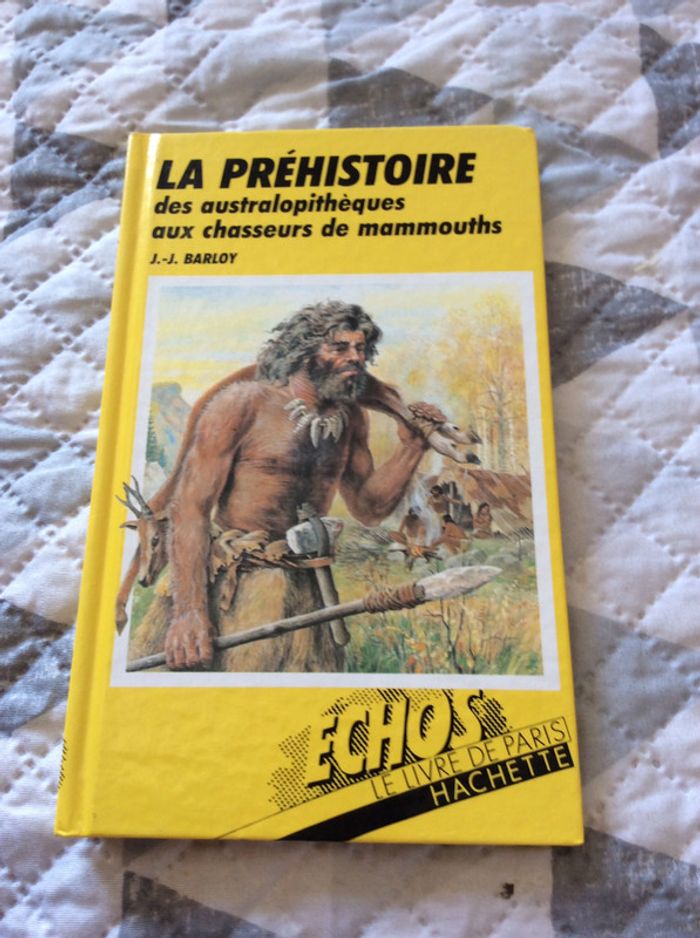 LA PRÉHISTOIRE
des australopithèques
aux chasseurs de mammouths
J.-J. BARLOY
ECHOS
LE LIVRE DE PARIS
HACHETTE